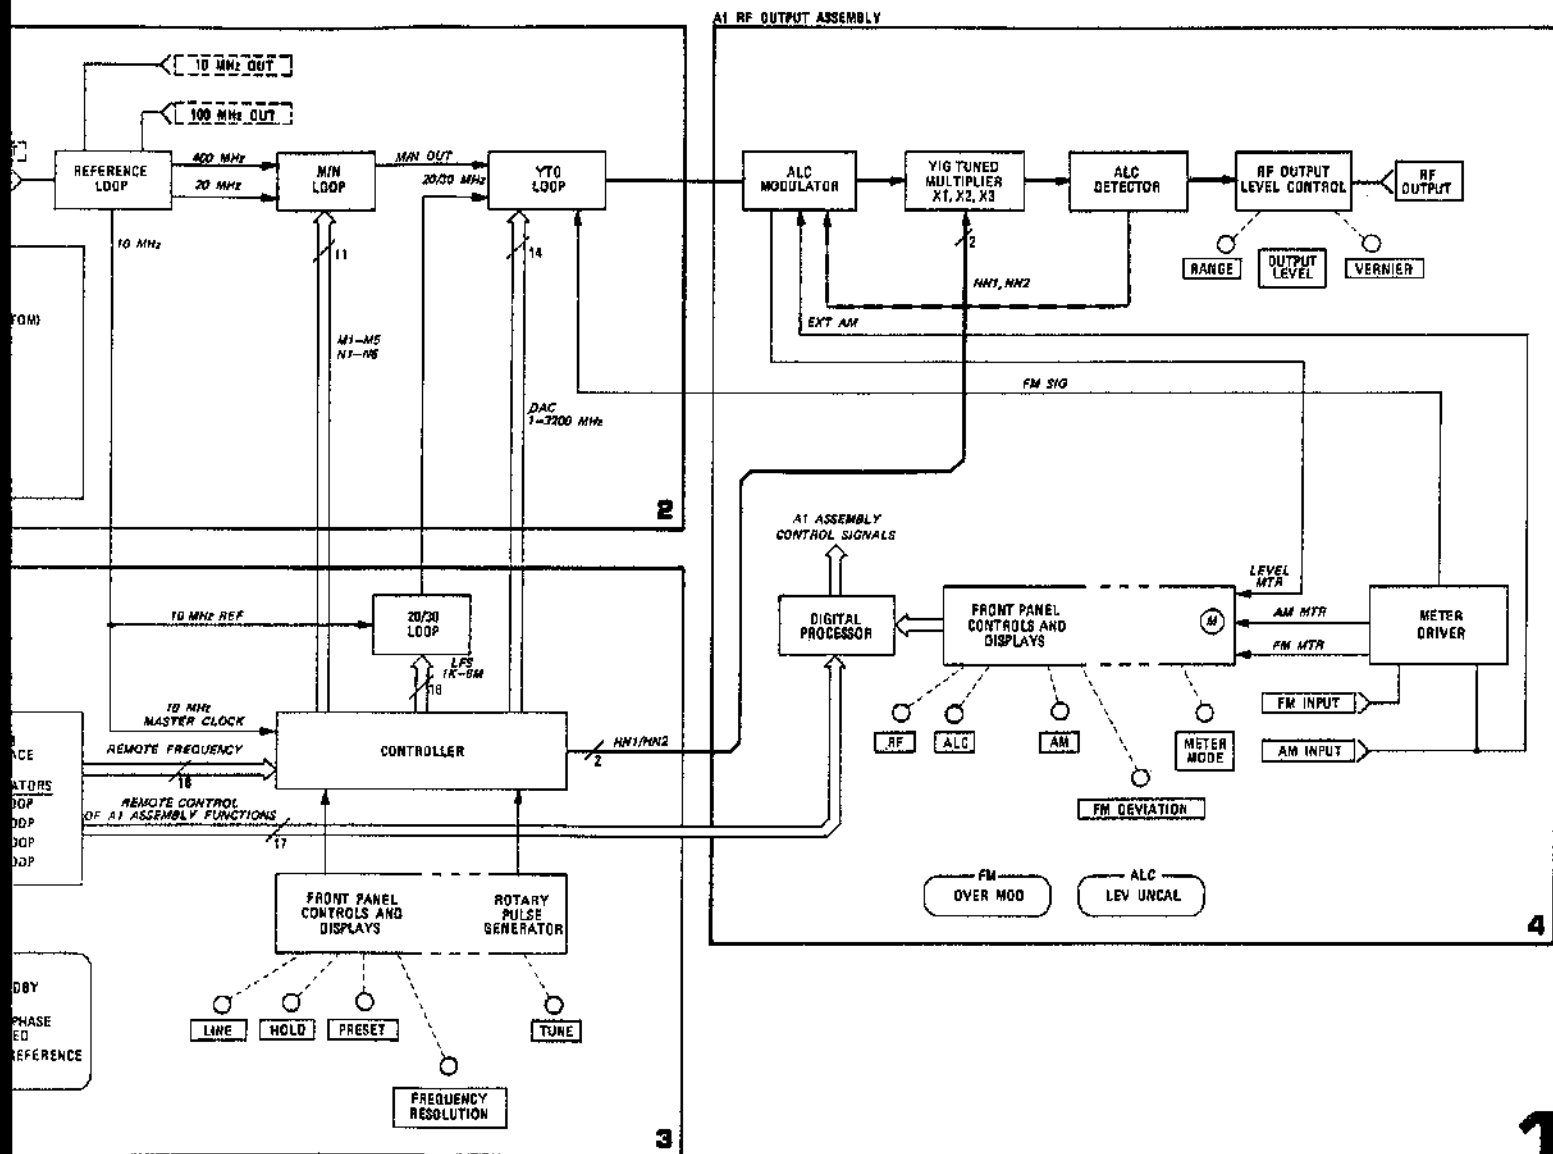 A1 RF OUTPUT ASSEMBLY
10 MHz OUT
100 MHz OUT
REFERENCE
LOOP
400 MHz
20 MHz
M/N
LOOP
M/N OUT
20/30 MHz
YTO
LOOP
ALC
MODULATOR
YIG TUNED
MULTIPLIER
X1, X2, X3
ALC
DETECTOR
RF OUTPUT
LEVEL CONTROL
RF
OUTPUT
10 MHz
11
14
2
RANGE
OUTPUT
LEVEL
VERNIER
HN1, HN2
EXT AM
M1-M5
N1-N6
FM SIG
DAC
1-3200 MHz
2
A1 ASSEMBLY
CONTROL SIGNALS
LEVEL
MTR
10 MHz REF
20/30
LOOP
DIGITAL
PROCESSOR
FRONT PANEL
CONTROLS AND
DISPLAYS
M
AM MTR
FM MTR
METER
DRIVER
LFS
1K-6M
18
10 MHz
MASTER CLOCK
CONTROLLER
HN1/HN2
2
RF
ALC
AM
METER
MODE
FM INPUT
AM INPUT
REMOTE FREQUENCY
16
FM DEVIATION
REMOTE CONTROL
OF A1 ASSEMBLY FUNCTIONS
17
FRONT PANEL
CONTROLS AND
DISPLAYS
ROTARY
PULSE
GENERATOR
FM
OVER MOD
ALC
LEV UNCAL
4
LINE
HOLD
PRESET
TUNE
FREQUENCY
RESOLUTION
3
1